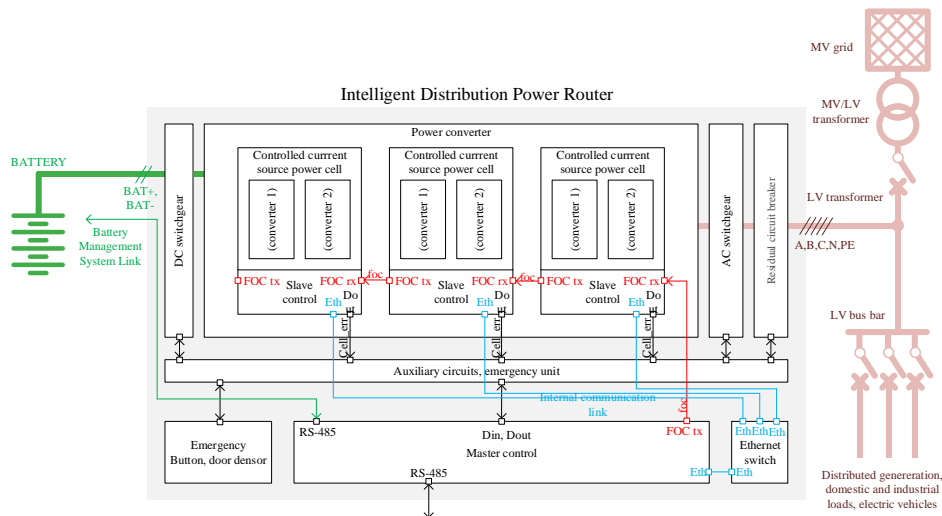 MV grid
Intelligent Distribution Power Router
MV/LV
transformer
Power converter
BATTERY
BAT+,
BAT-
Battery
Management
System Link
DC switchgear
Controlled currrent
source power cell
(converter 1)
(converter 2)
Controlled currrent
source power cell
(converter 1)
(converter 2)
Controlled currrent
source power cell
(converter 1)
(converter 2)
AC switchgear
Residual circuit breaker
LV transformer
A,B,C,N,PE
FOC tx
FOC rx
Slave
control
Do
ut
Eth
foc
FOC tx
FOC rx
Slave
control
Do
ut
Eth
foc
FOC tx
FOC rx
Slave
control
Do
ut
Eth
Cell_err
Cell_err
Cell_err
LV bus bar
Auxiliary circuits, emergency unit
Internal communication
link
foc
Emergency
Button, door densor
RS-485
Din, Dout
Master control
FOC tx
RS-485
Eth
Eth
Eth
Eth
Eth
Ethernet
switch
Distributed genereration,
domestic and industrial
loads, electric vehicles